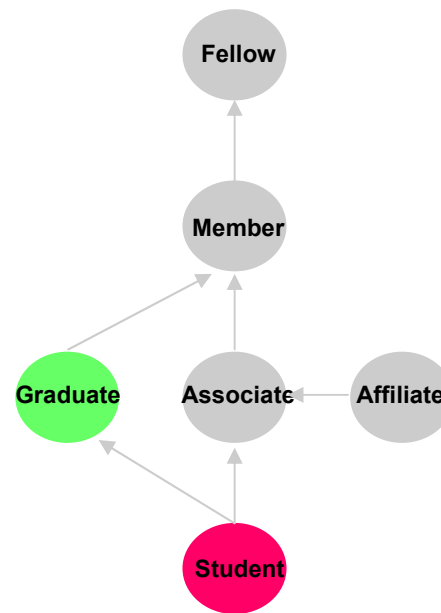 Fellow
Member
Graduate
Associate
Affiliate
Student